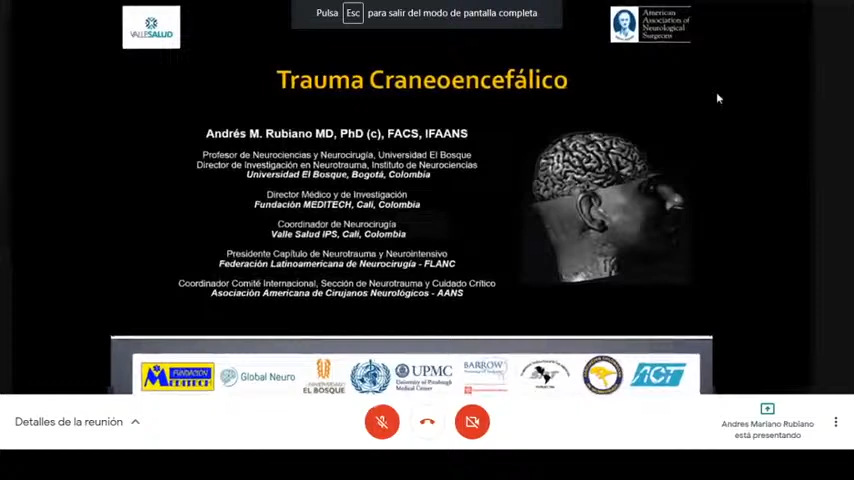 Pulsa Esc para salir del modo de pantalla completa
VALLESALUD
American
Association of
Neurological
Surgeons
Trauma Craneoencefálico
Andrés M. Rubiano MD, PhD (c), FACS, IFAANS
Profesor de Neurociencias y Neurocirugía, Universidad El Bosque
Director de Investigación en Neurotrauma, Instituto de Neurociencias
Universidad El Bosque, Bogotá, Colombia
Director Médico y de Investigación
Fundación MEDITECH, Cali, Colombia
Coordinador de Neurocirugía
Valle Salud IPS, Cali, Colombia
Presidente Capítulo de Neurotrauma y Neurointensivo
Federación Latinoamericana de Neurocirugía - FLANC
Coordinador Comité Internacional, Sección de Neurotrauma y Cuidado Crítico
Asociación Americana de Cirujanos Neurológicos - AANS
FUNDACIÓN
MEDITECH
Global Neuro
UNIVERSIDAD
EL BOSQUE
UPMC
University of Pittsburgh
Medical Center
BARROW
ACT
Detalles de la reunión
Andres Mariano Rubiano
está presentando